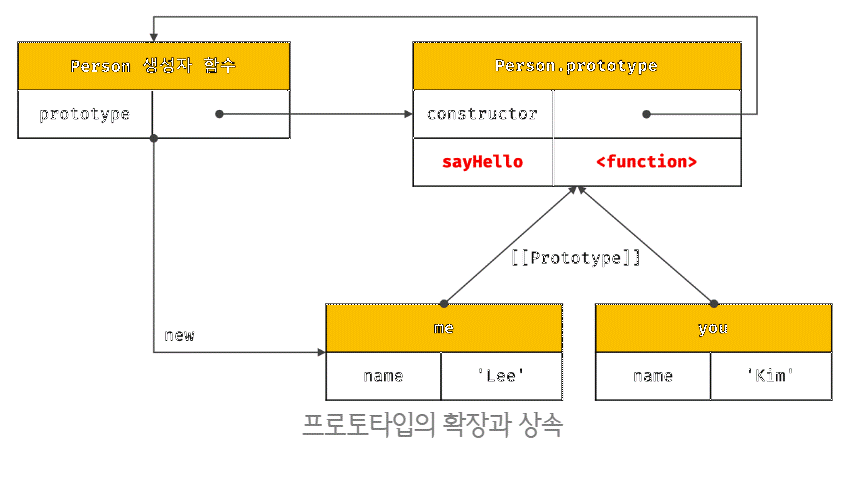 Person 생성자 함수
prototype
Person.prototype
constructor
sayHello <function>
[[Prototype]]
new
me
name 'Lee'
you
name 'Kim'
프로토타입의 확장과 상속